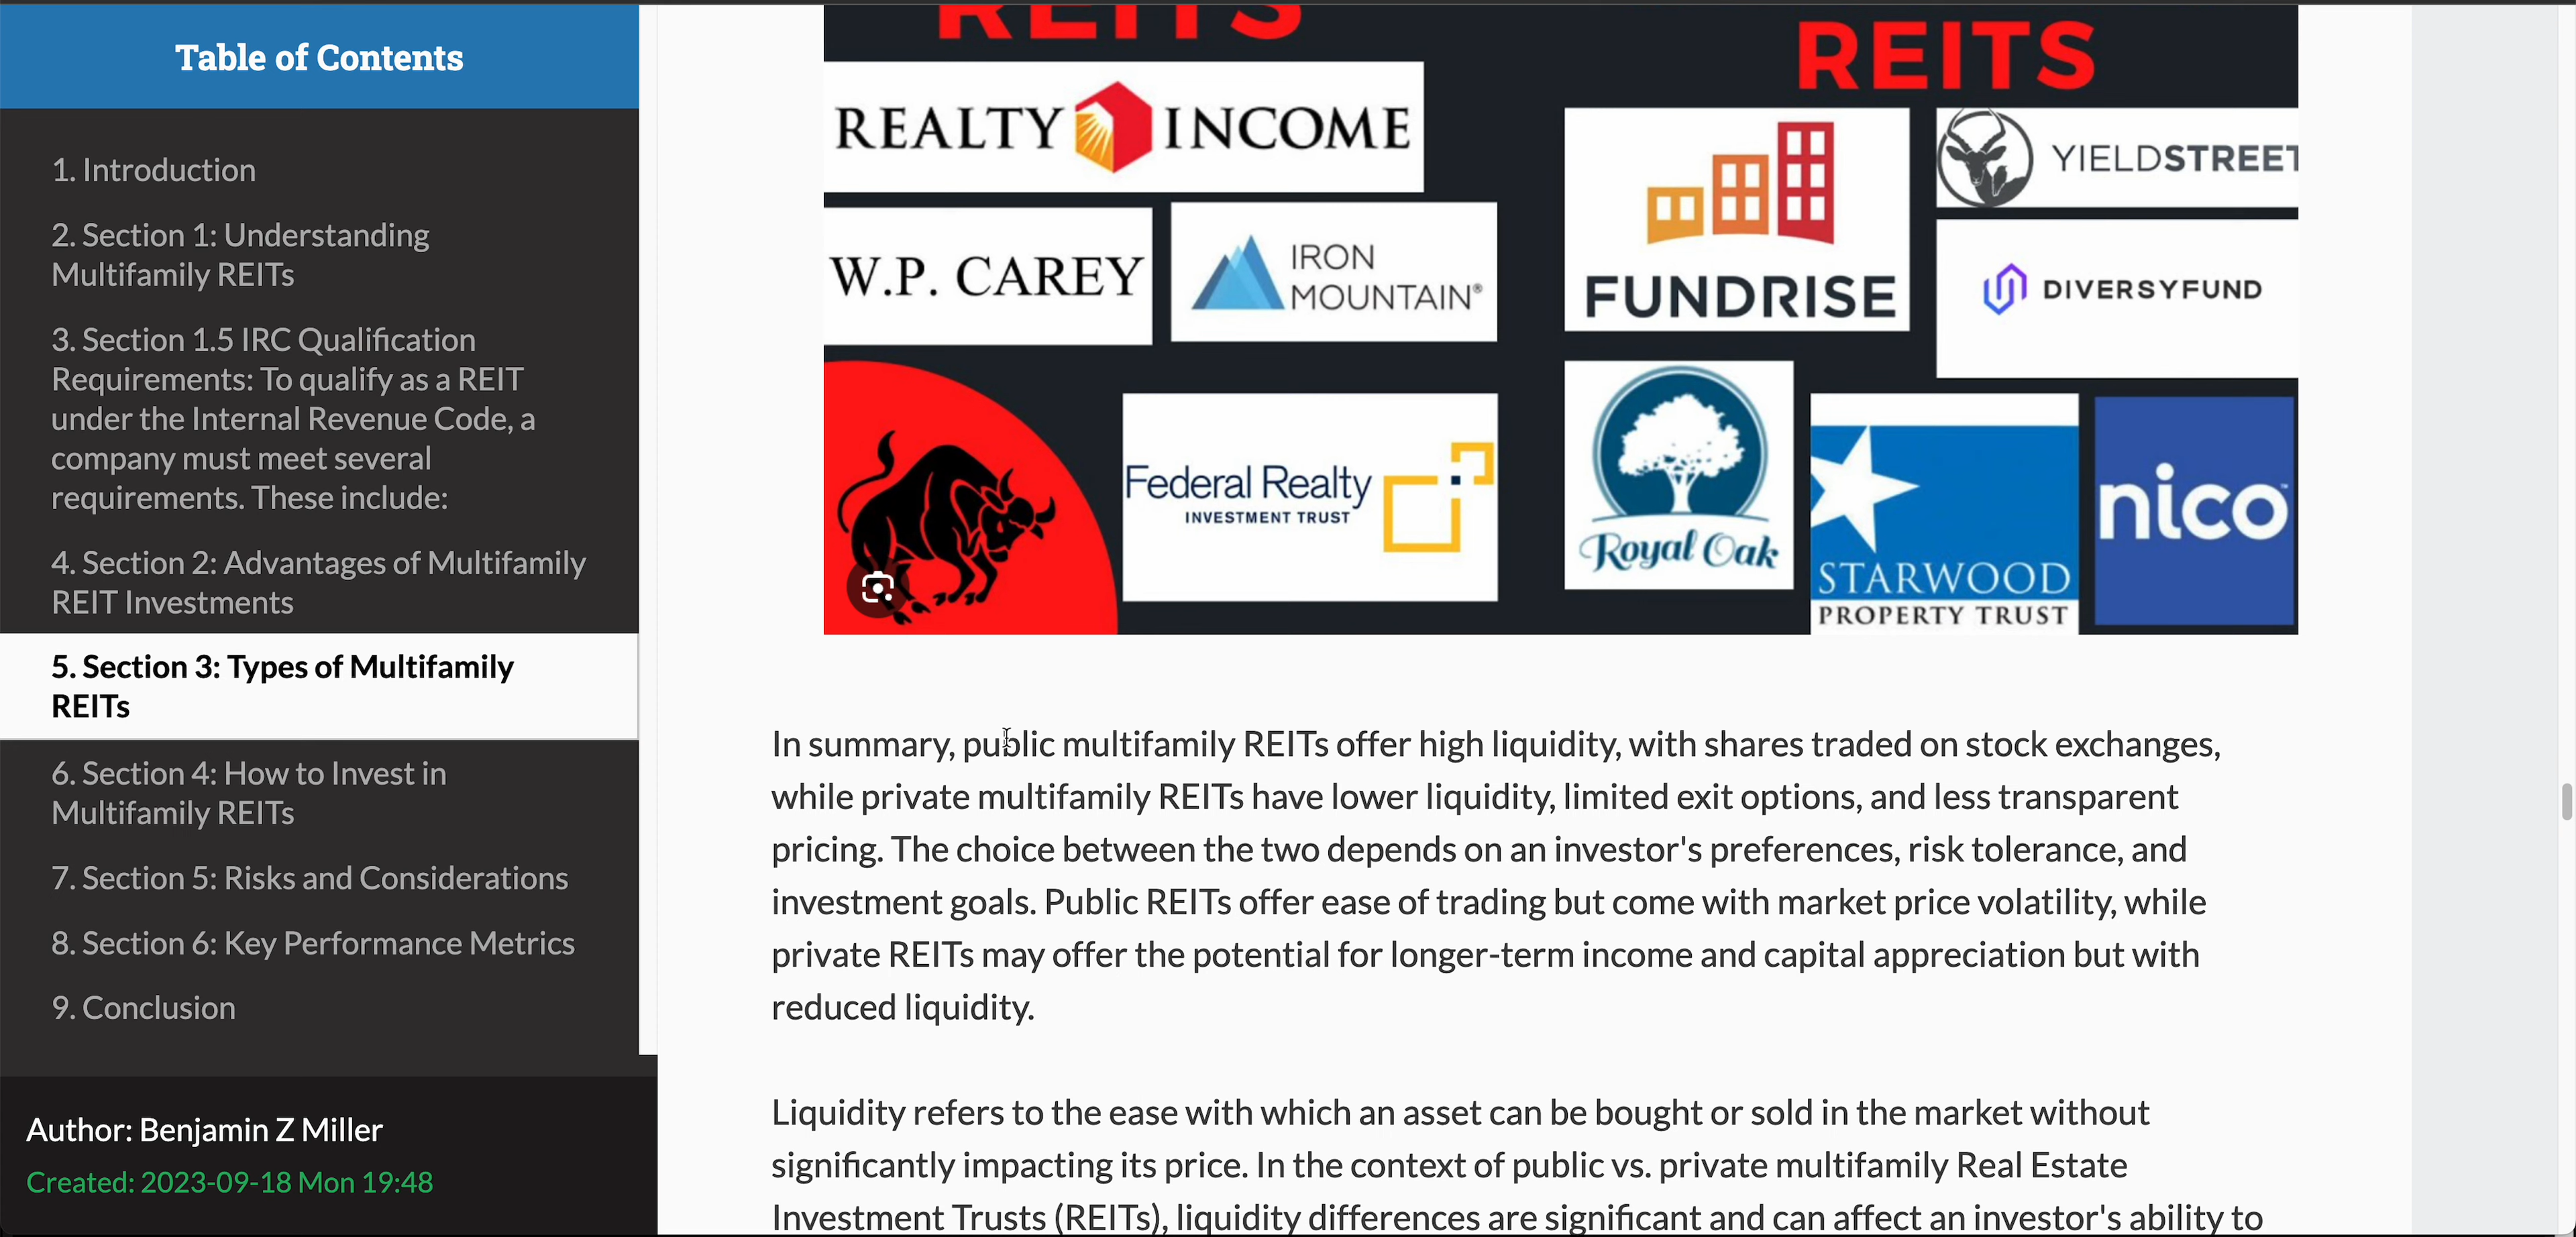 Table of Contents
1. Introduction
2. Section 1: Understanding
Multifamily REITs
3. Section 1.5 IRC Qualification
Requirements: To qualify as a REIT
under the Internal Revenue Code, a
company must meet several
requirements. These include:
4. Section 2: Advantages of Multifamily
REIT Investments
5. Section 3: Types of Multifamily
REITs
6. Section 4: How to Invest in
Multifamily REITs
7. Section 5: Risks and Considerations
8. Section 6: Key Performance Metrics
9. Conclusion
Author: Benjamin Z Miller
Created: 2023-09-18 Mon 19:48
REITS
REALTY INCOME
W.P. CAREY
IRON
MOUNTAIN®
Federal Realty
INVESTMENT TRUST
REITS
FUNDRISE
YIELDSTREET
DIVERSYFUND
Royal Oak
STARWOOD
PROPERTY TRUST
nico
In summary, public multifamily REITs offer high liquidity, with shares traded on stock exchanges,
while private multifamily REITs have lower liquidity, limited exit options, and less transparent
pricing. The choice between the two depends on an investor's preferences, risk tolerance, and
investment goals. Public REITs offer ease of trading but come with market price volatility, while
private REITs may offer the potential for longer-term income and capital appreciation but with
reduced liquidity.
Liquidity refers to the ease with which an asset can be bought or sold in the market without
significantly impacting its price. In the context of public vs. private multifamily Real Estate
Investment Trusts (REITs), liquidity differences are significant and can affect an investor's ability to